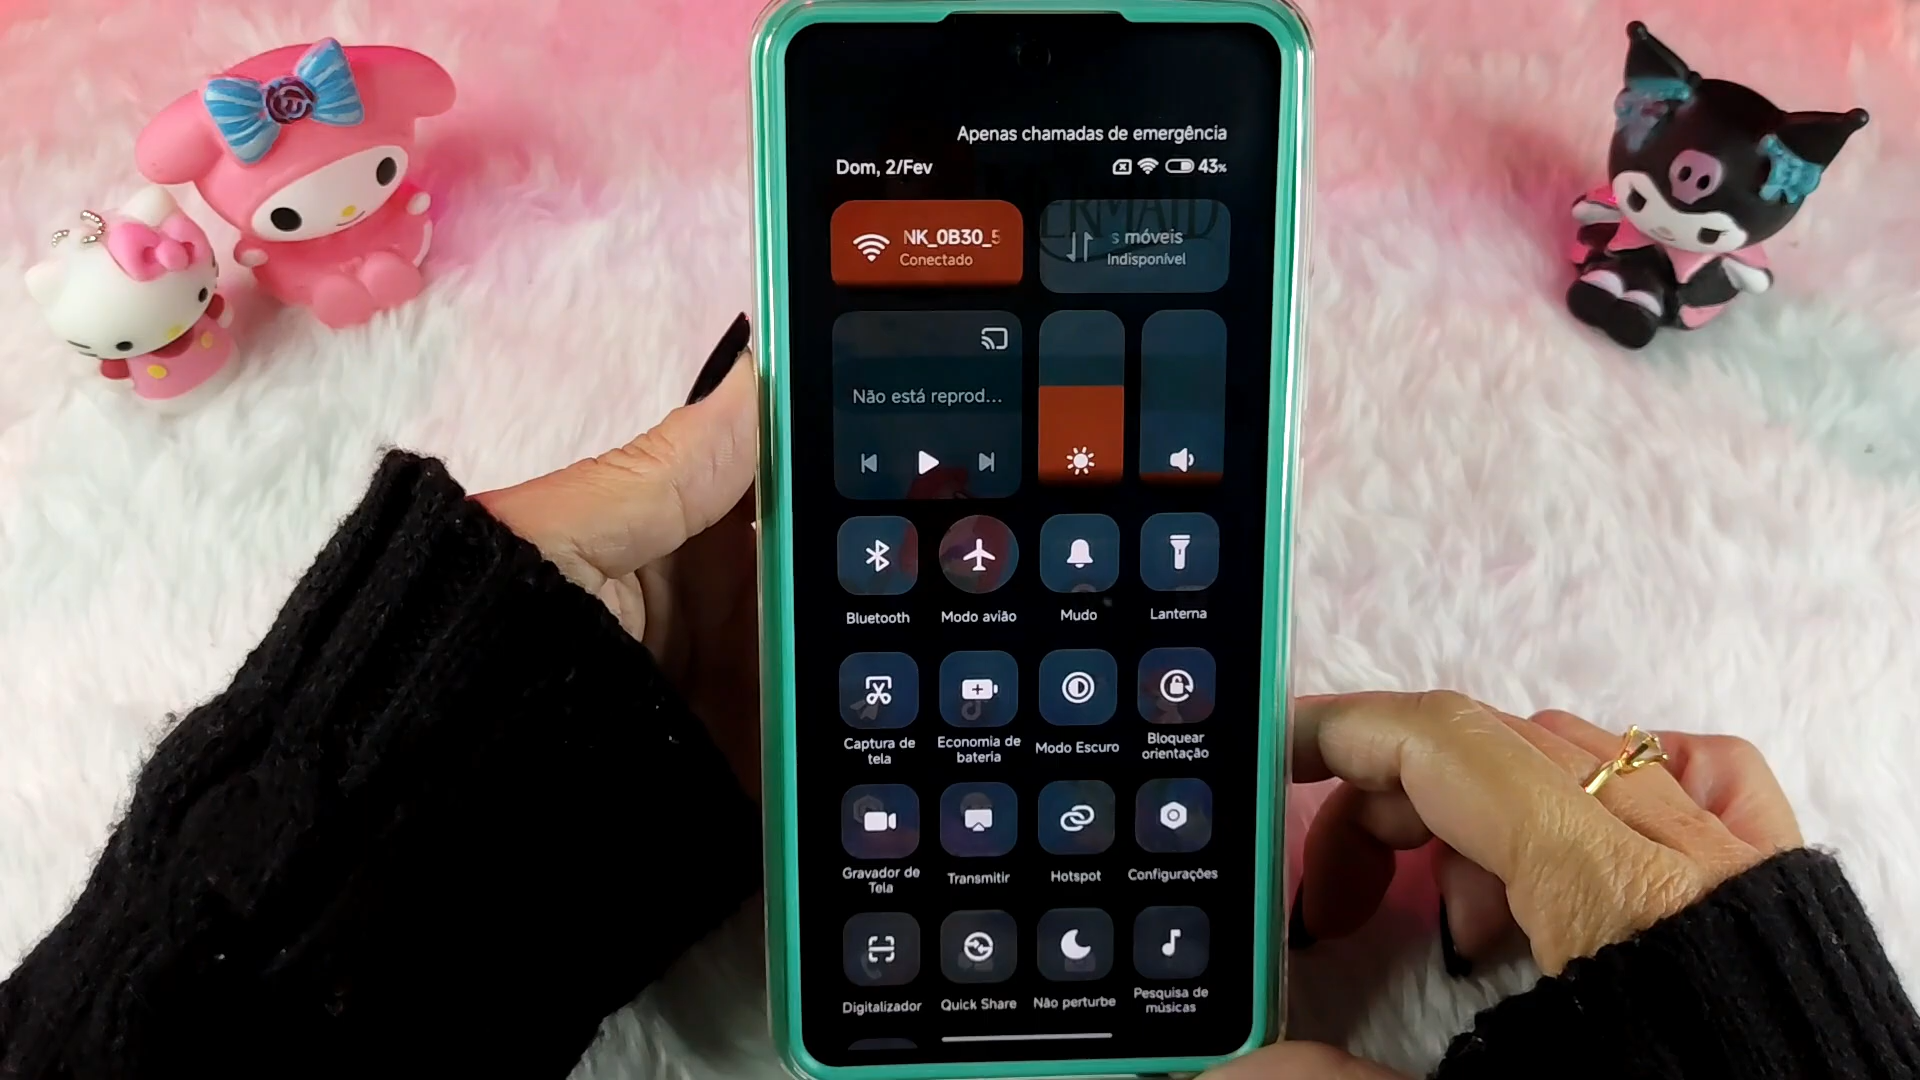 Apenas chamadas de emergência
Dom, 2/Fev
43%
NK_0B30_5
Conectado
s móveis
Indisponível
Não está reprod...
Bluetooth
Modo avião
Mudo
Lanterna
Captura de
tela
Economia de
bateria
Modo Escuro
Bloquear
orientação
Gravador de
Tela
Transmitir
Hotspot
Configurações
Digitalizador
Quick Share
Não perturbe
Pesquisa de
músicas